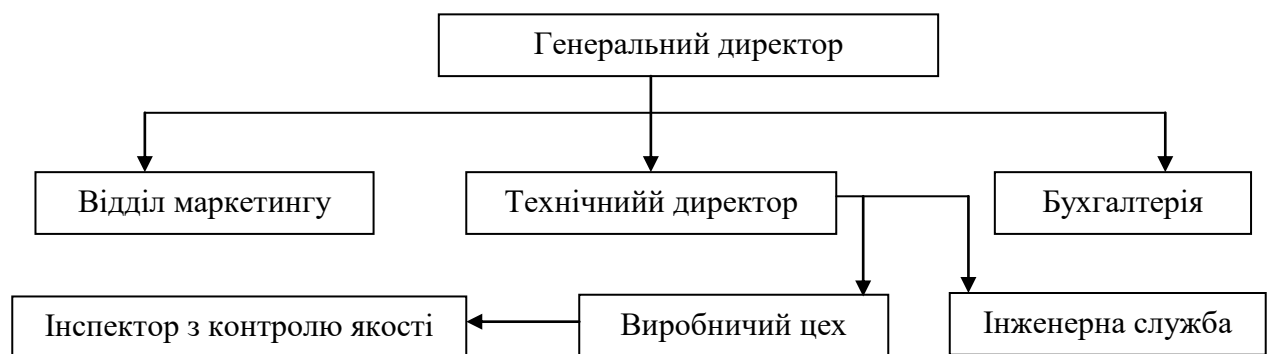 Генеральний директор
Відділ маркетингу
Технічнийй директор
Бухгалтерія
Інспектор з контролю якості
Виробничий цех
Інженерна служба